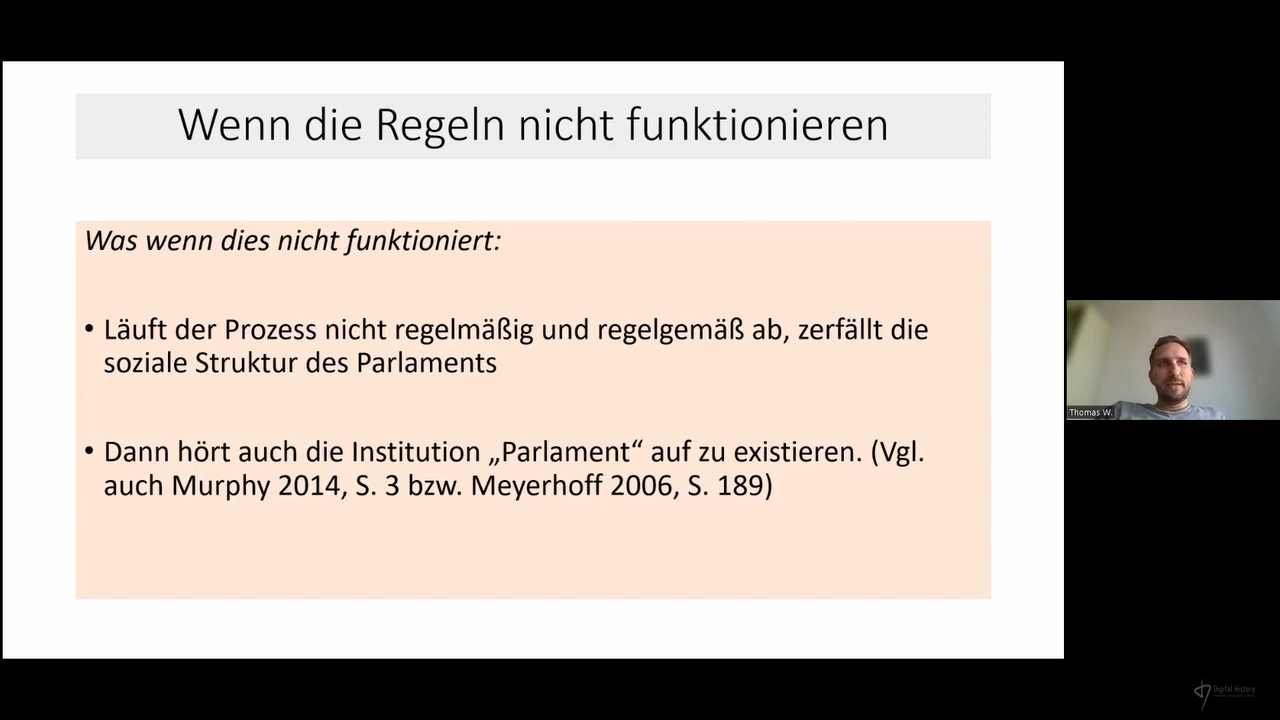 Wenn die Regeln nicht funktionieren
Was wenn dies nicht funktioniert:
• Läuft der Prozess nicht regelmäßig und regelgemäß ab, zerfällt die
soziale Struktur des Parlaments
• Dann hört auch die Institution „Parlament“ auf zu existieren. (Vgl.
auch Murphy 2014, S. 3 bzw. Meyerhoff 2006, S. 189)
Thomas W.
Digital History